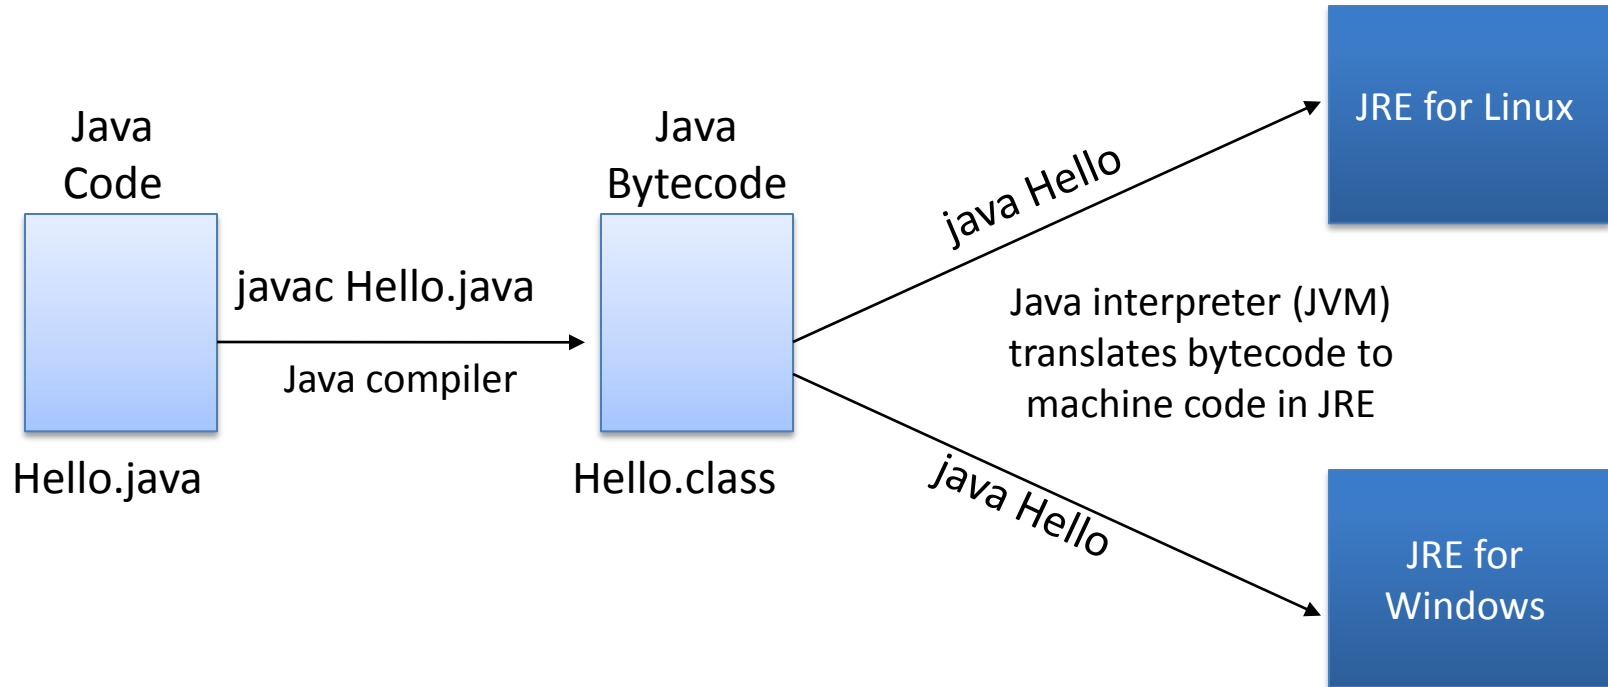 Java
Code
Hello.java
javac Hello.java
Java compiler
Java
Bytecode
Hello.class
java Hello
Java interpreter (JVM)
translates bytecode to
machine code in JRE
java Hello
JRE for Linux
JRE for
Windows